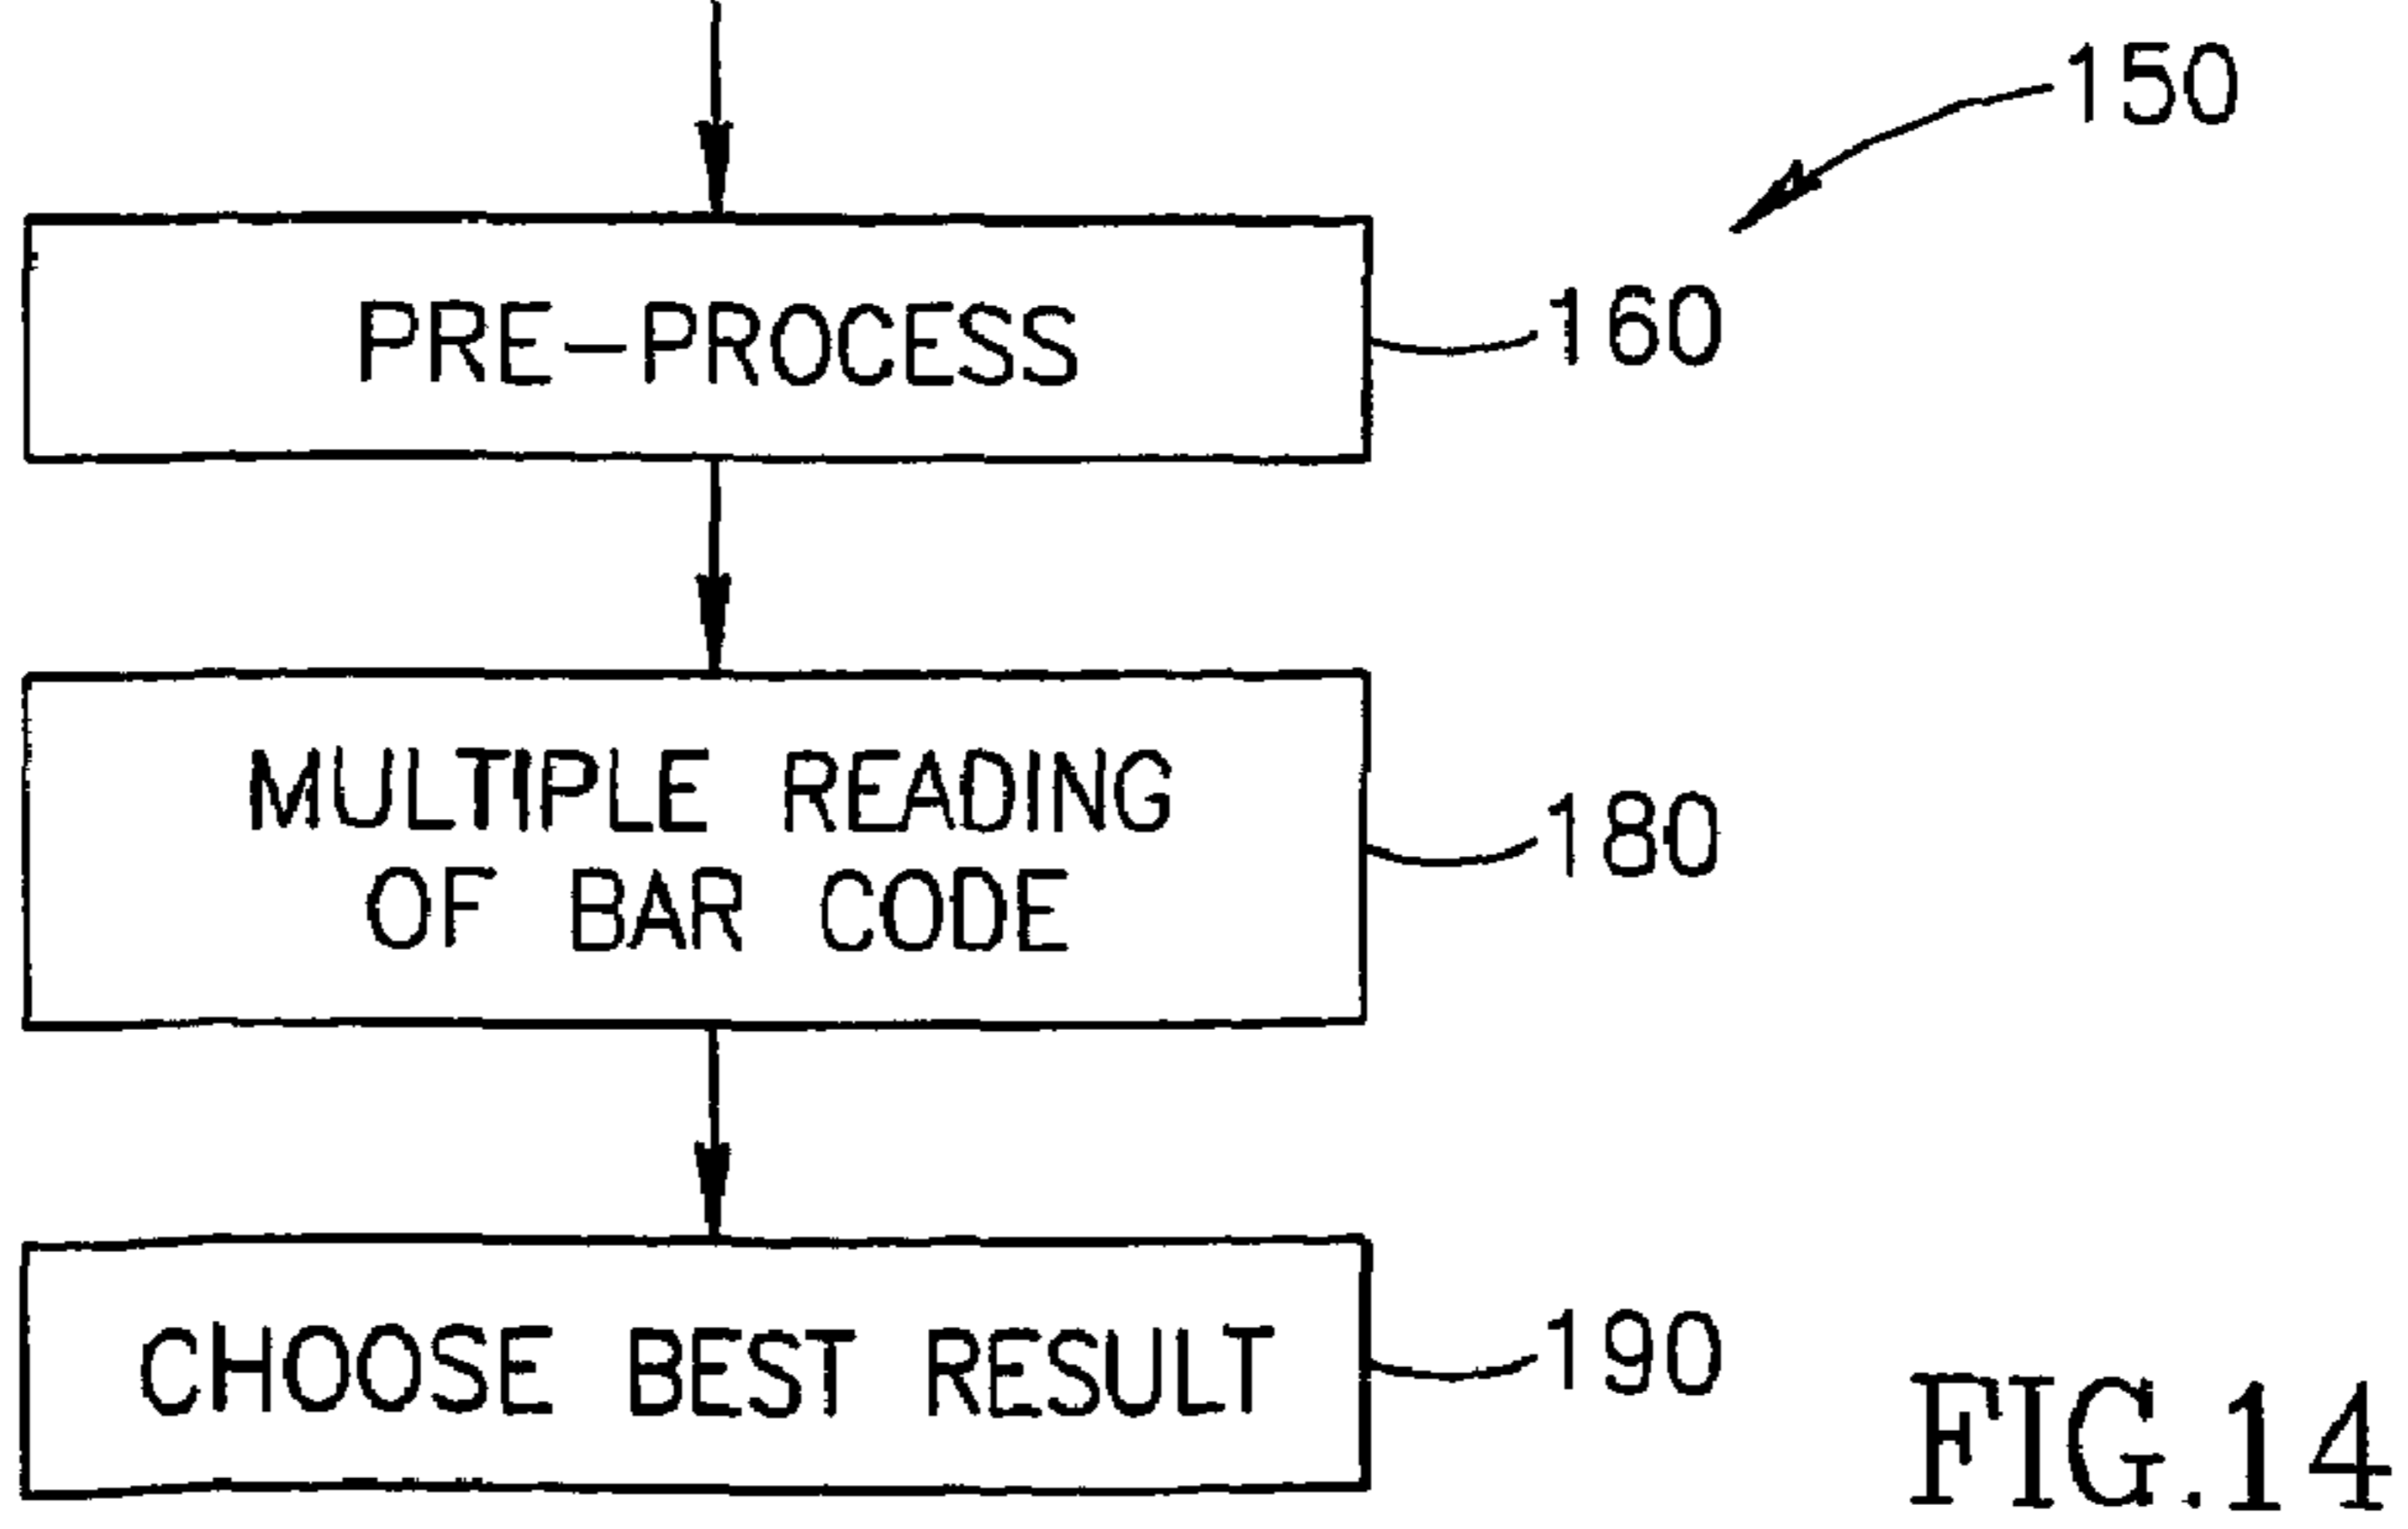 150
PRE-PROCESS
160
MULTIPLE READING
OF BAR CODE
180
CHOOSE BEST RESULT
190
FIG.14